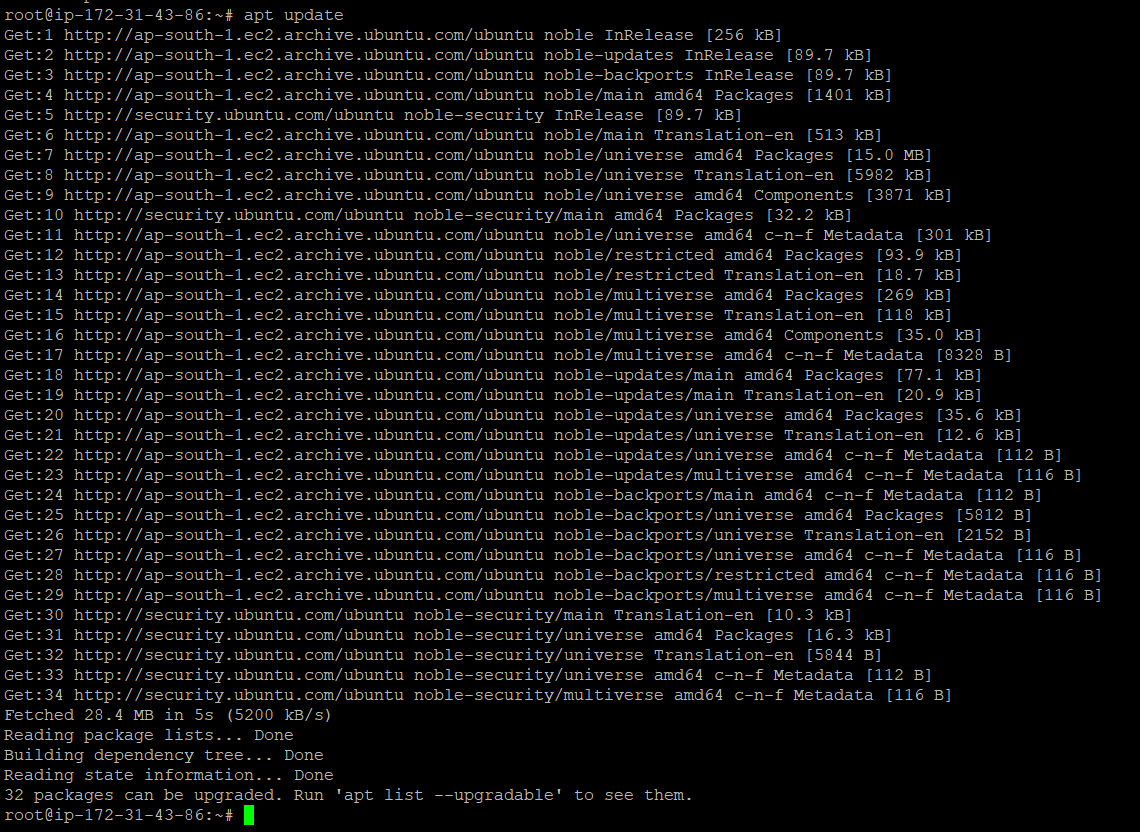 root@ip-172-31-43-86:~# apt update
Get:1 http://ap-south-1.ec2.archive.ubuntu.com/ubuntu noble InRelease [256 kB]
Get:2 http://ap-south-1.ec2.archive.ubuntu.com/ubuntu noble-updates InRelease [89.7 kB]
Get:3 http://ap-south-1.ec2.archive.ubuntu.com/ubuntu noble-backports InRelease [89.7 kB]
Get:4 http://ap-south-1.ec2.archive.ubuntu.com/ubuntu noble/main amd64 Packages [1401 kB]
Get:5 http://security.ubuntu.com/ubuntu noble-security InRelease [89.7 kB]
Get:6 http://ap-south-1.ec2.archive.ubuntu.com/ubuntu noble/main Translation-en [513 kB]
Get:7 http://ap-south-1.ec2.archive.ubuntu.com/ubuntu noble/universe amd64 Packages [15.0 MB]
Get:8 http://ap-south-1.ec2.archive.ubuntu.com/ubuntu noble/universe Translation-en [5982 kB]
Get:9 http://ap-south-1.ec2.archive.ubuntu.com/ubuntu noble/universe amd64 Components [3871 kB]
Get:10 http://security.ubuntu.com/ubuntu noble-security/main amd64 Packages [32.2 kB]
Get:11 http://ap-south-1.ec2.archive.ubuntu.com/ubuntu noble/universe amd64 c-n-f Metadata [301 kB]
Get:12 http://ap-south-1.ec2.archive.ubuntu.com/ubuntu noble/restricted amd64 Packages [93.9 kB]
Get:13 http://ap-south-1.ec2.archive.ubuntu.com/ubuntu noble/restricted Translation-en [18.7 kB]
Get:14 http://ap-south-1.ec2.archive.ubuntu.com/ubuntu noble/multiverse amd64 Packages [269 kB]
Get:15 http://ap-south-1.ec2.archive.ubuntu.com/ubuntu noble/multiverse Translation-en [118 kB]
Get:16 http://ap-south-1.ec2.archive.ubuntu.com/ubuntu noble/multiverse amd64 Components [35.0 kB]
Get:17 http://ap-south-1.ec2.archive.ubuntu.com/ubuntu noble/multiverse amd64 c-n-f Metadata [8328 B]
Get:18 http://ap-south-1.ec2.archive.ubuntu.com/ubuntu noble-updates/main amd64 Packages [77.1 kB]
Get:19 http://ap-south-1.ec2.archive.ubuntu.com/ubuntu noble-updates/main Translation-en [20.9 kB]
Get:20 http://ap-south-1.ec2.archive.ubuntu.com/ubuntu noble-updates/universe amd64 Packages [35.6 kB]
Get:21 http://ap-south-1.ec2.archive.ubuntu.com/ubuntu noble-updates/universe Translation-en [12.6 kB]
Get:22 http://ap-south-1.ec2.archive.ubuntu.com/ubuntu noble-updates/universe amd64 c-n-f Metadata [112 B]
Get:23 http://ap-south-1.ec2.archive.ubuntu.com/ubuntu noble-updates/multiverse amd64 c-n-f Metadata [116 B]
Get:24 http://ap-south-1.ec2.archive.ubuntu.com/ubuntu noble-backports/main amd64 c-n-f Metadata [112 B]
Get:25 http://ap-south-1.ec2.archive.ubuntu.com/ubuntu noble-backports/universe amd64 Packages [5812 B]
Get:26 http://ap-south-1.ec2.archive.ubuntu.com/ubuntu noble-backports/universe Translation-en [2152 B]
Get:27 http://ap-south-1.ec2.archive.ubuntu.com/ubuntu noble-backports/universe amd64 c-n-f Metadata [116 B]
Get:28 http://ap-south-1.ec2.archive.ubuntu.com/ubuntu noble-backports/restricted amd64 c-n-f Metadata [116 B]
Get:29 http://ap-south-1.ec2.archive.ubuntu.com/ubuntu noble-backports/multiverse amd64 c-n-f Metadata [116 B]
Get:30 http://security.ubuntu.com/ubuntu noble-security/main Translation-en [10.3 kB]
Get:31 http://security.ubuntu.com/ubuntu noble-security/universe amd64 Packages [16.3 kB]
Get:32 http://security.ubuntu.com/ubuntu noble-security/universe Translation-en [5844 B]
Get:33 http://security.ubuntu.com/ubuntu noble-security/universe amd64 c-n-f Metadata [112 B]
Get:34 http://security.ubuntu.com/ubuntu noble-security/multiverse amd64 c-n-f Metadata [116 B]
Fetched 28.4 MB in 5s (5200 kB/s)
Reading package lists... Done
Building dependency tree... Done
Reading state information... Done
32 packages can be upgraded. Run 'apt list --upgradable' to see them.
root@ip-172-31-43-86:~#